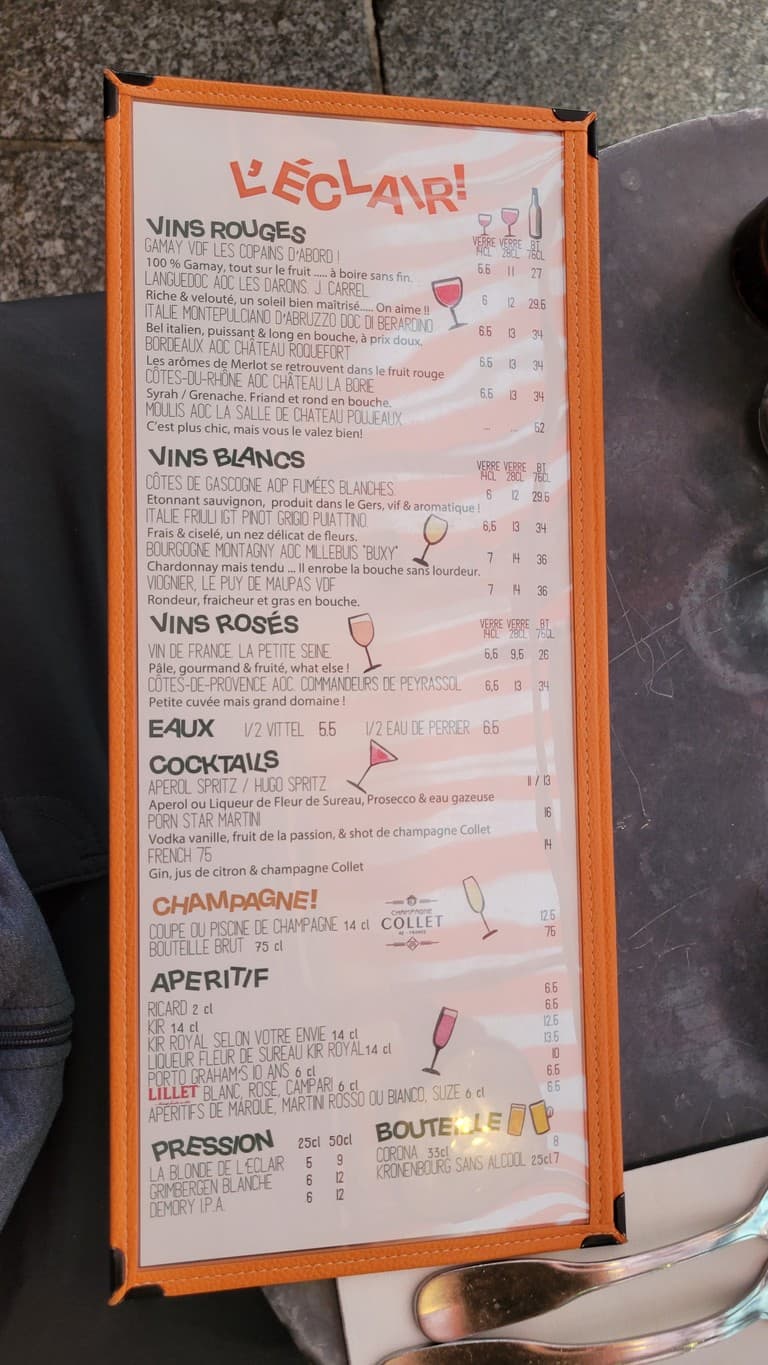 L'ÉCLAIR!
VINS ROUGES
VERRE 14CL VERRE 28CL BT. 75CL
GAMAY VDF LES COPAINS D'ABORD !
100 % Gamay, tout sur le fruit ..... à boire sans fin. 5.5 11 27
LANGUEDOC AOC LES DARONS. J. CARREL
Riche & velouté, un soleil bien maîtrisé..... On aime !! 6 12 29.5
ITALIE MONTEPULCIANO D'ABRUZZO DOC DI BERARDINO
Bel italien, puissant & long en bouche, à prix doux. 6.5 13 34
BORDEAUX AOC CHÂTEAU ROQUEFORT
Les arômes de Merlot se retrouvent dans le fruit rouge 6.5 13 34
CÔTES-DU-RHÔNE AOC CHÂTEAU LA BORIE
Syrah / Grenache. Friand et rond en bouche. 6.5 13 34
MOULIS AOC LA SALLE DE CHATEAU POUJEAUX
C'est plus chic, mais vous le valez bien! ... ... 52
VINS BLANCS
VERRE 14CL VERRE 28CL BT. 75CL
CÔTES DE GASCOGNE AOP FUMÉES BLANCHES. 6 12 29.5
Etonnant sauvignon, produit dans le Gers, vif & aromatique !
ITALIE FRIULI IGT PINOT GRIGIO PUIATTINO. 6,5 13 34
Frais & ciselé, un nez délicat de fleurs.
BOURGOGNE MONTAGNY AOC MILLEBUIS "BUXY" 7 14 36
Chardonnay mais tendu ... Il enrobe la bouche sans lourdeur.
VIOGNIER, LE PUY DE MAUPAS VDF 7 14 36
Rondeur, fraicheur et gras en bouche.
VINS ROSÉS
VERRE 14CL VERRE 28CL BT. 75CL
VIN DE FRANCE. LA PETITE SEINE. 5,5 9,5 26
Pâle, gourmand & fruité, what else !
CÔTES-DE-PROVENCE AOC. COMMANDEURS DE PEYRASSOL 6,5 13 34
Petite cuvée mais grand domaine !
EAUX 1/2 VITTEL 5.5 1/2 EAU DE PERRIER 6.5
COCKTAILS
APEROL SPRITZ / HUGO SPRITZ 11 / 13
Aperol ou Liqueur de Fleur de Sureau, Prosecco & eau gazeuse
PORN STAR MARTINI 16
Vodka vanille, fruit de la passion, & shot de champagne Collet
FRENCH 75 14
Gin, jus de citron & champagne Collet
CHAMPAGNE!
CHAMPAGNE
COLLET
COUPE OU PISCINE DE CHAMPAGNE 14 cl 12.5
BOUTEILLE BRUT 75 cl 75
APERITIF
RICARD 2 cl 6.5
KIR 14 cl 6.5
KIR ROYAL SELON VOTRE ENVIE 14 cl 12.5
LIQUEUR FLEUR DE SUREAU KIR ROYAL 14 cl 13.5
PORTO GRAHAM'S 10 ANS 6 cl 10
LILLET BLANC, ROSÉ, CAMPARI 6 cl 6.5
APERITIFS DE MARQUE, MARTINI ROSSO OU BIANCO, SUZE 6 cl 6.5
PRESSION 25cl 50cl
LA BLONDE DE L'ECLAIR 5 9
GRIMBERGEN BLANCHE 6 12
DEMORY I.P.A. 6 12
BOUTEILLE
CORONA 33cl 8
KRONENBOURG SANS ALCOOL 25cl 7